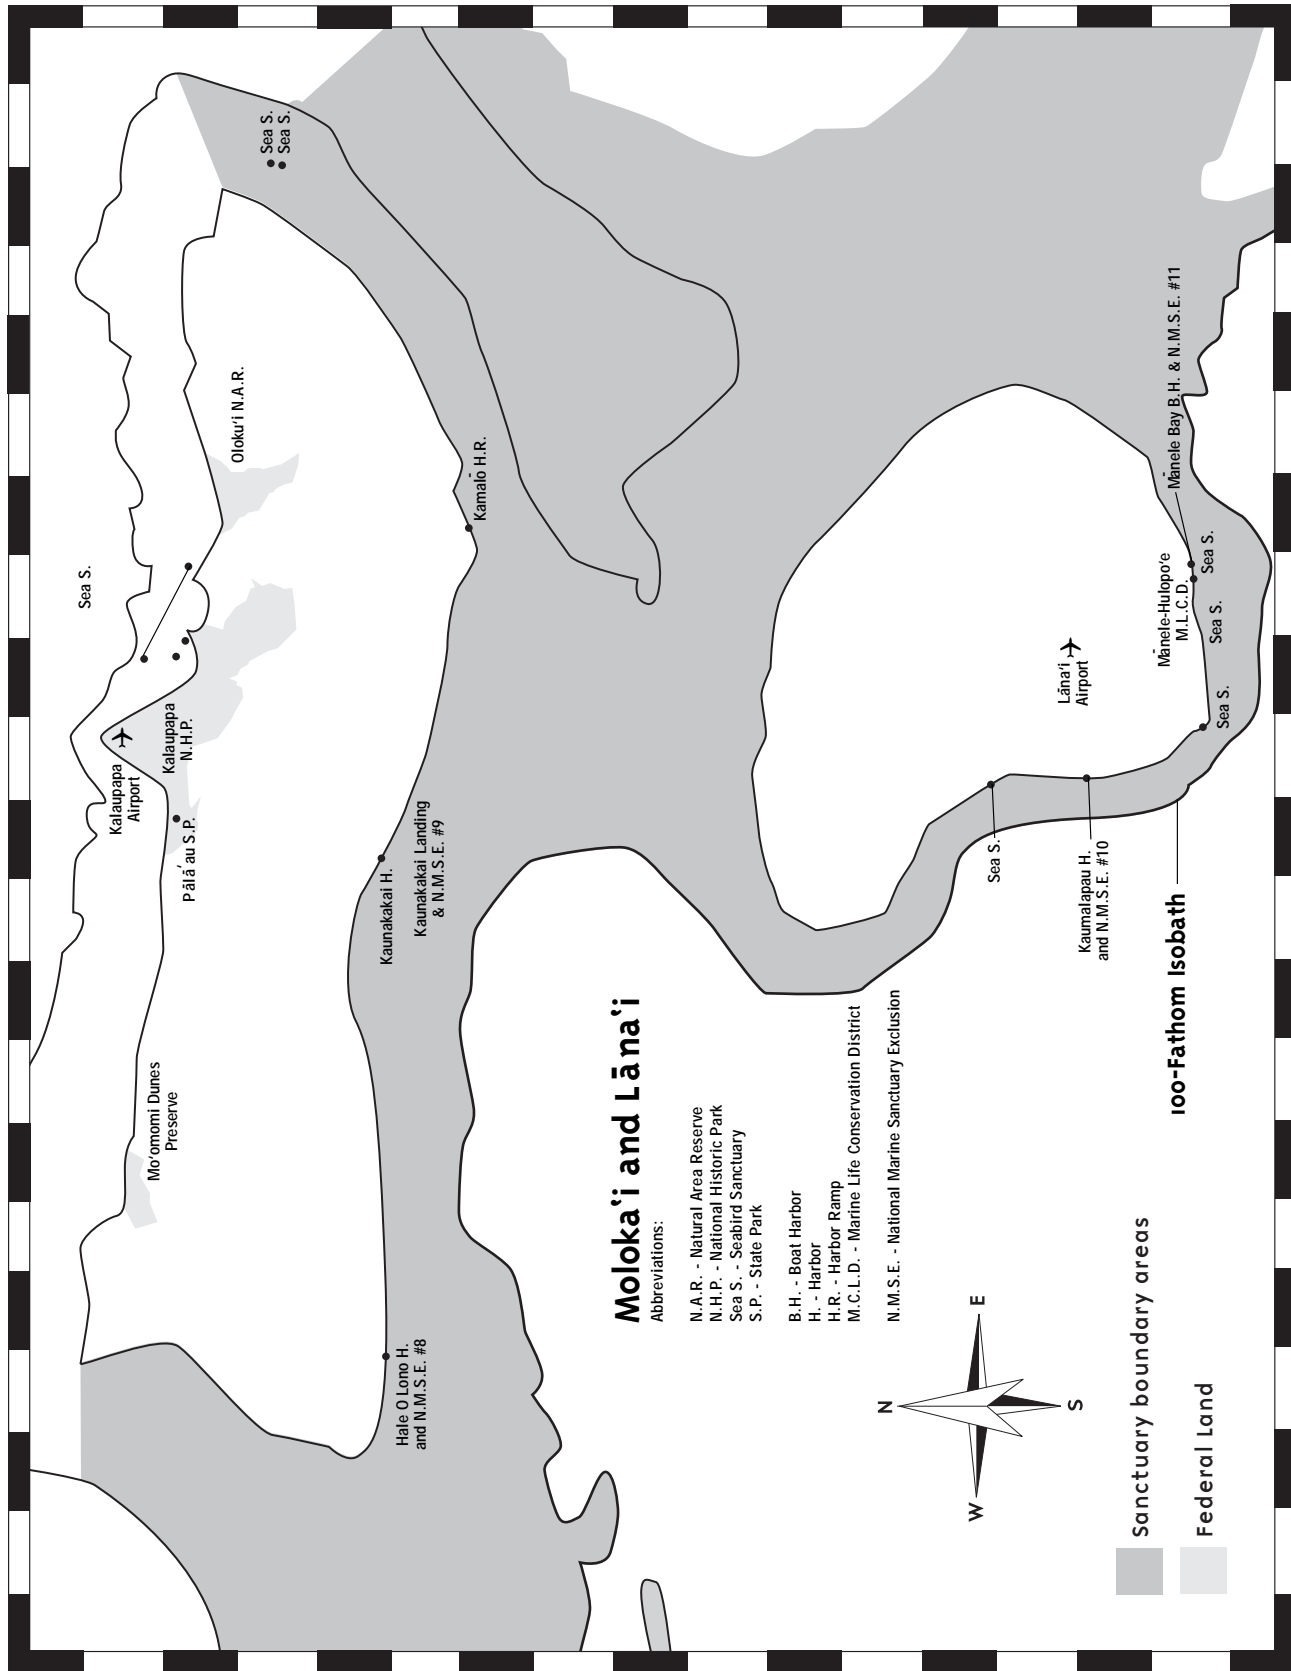 Sea S.
Kalaupapa
Airport
Kalaupapa
N.H.P.
Pālā´au S.P.
Mo‘omomi Dunes
Preserve
Oloku‘i N.A.R.
Sea S.
Sea S.
Kamalō H.R.
Kaunakakai H.
Kaunakakai Landing
& N.M.S.E. #9
Hale O Lono H.
and N.M.S.E. #8
Moloka‘i and Lāna‘i
Abbreviations:
N.A.R. - Natural Area Reserve
N.H.P. - National Historic Park
Sea S. - Seabird Sanctuary
S.P. - State Park
B.H. - Boat Harbor
H. - Harbor
H.R. - Harbor Ramp
M.C.L.D. - Marine Life Conservation District
N.M.S.E. - National Marine Sanctuary Exclusion
Lāna‘i
Airport
Sea S.
Kaumalapau H.
and N.M.S.E. #10
Mānele-Hulopo‘e
M.L.C.D.
Mānele Bay B.H. & N.M.S.E. #11
Sea S.
Sea S.
Sea S.
100-Fathom Isobath
N
E
S
W
Sanctuary boundary areas
Federal Land